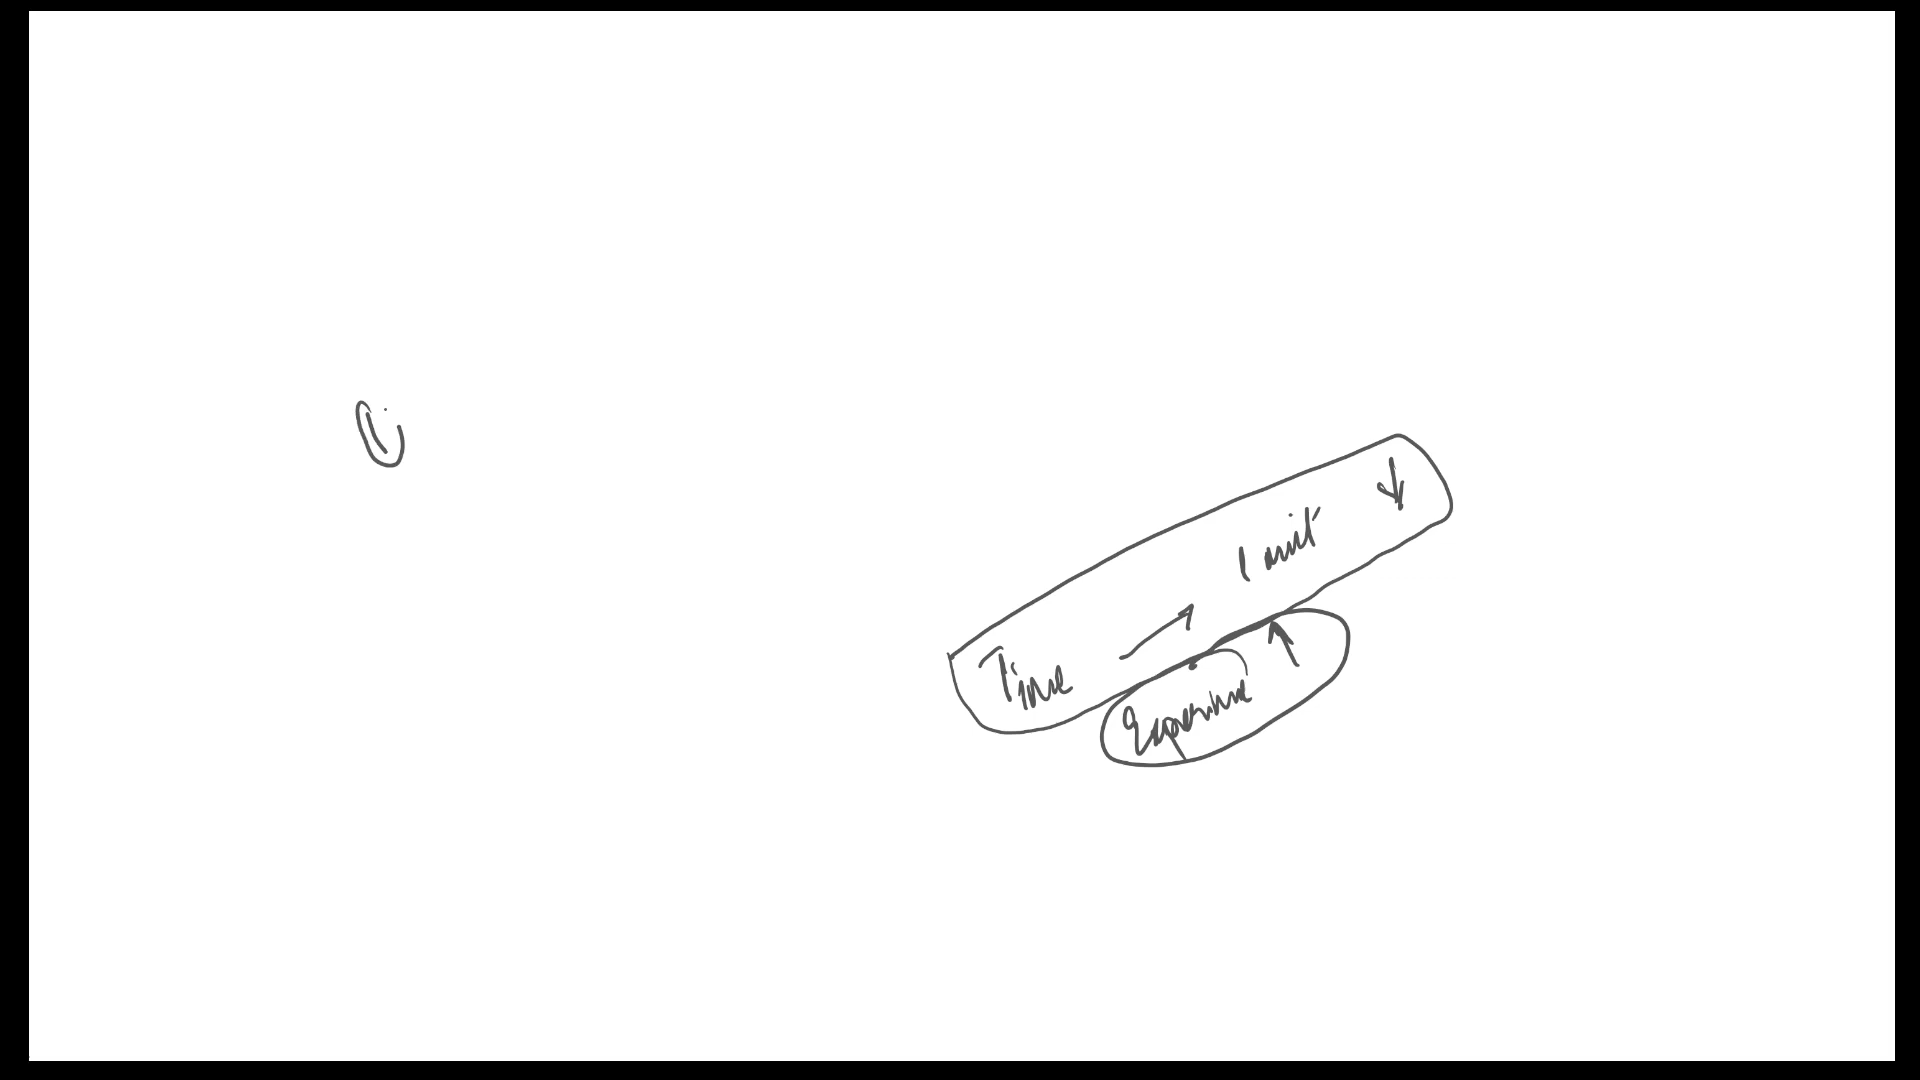 Time → 1 unit ↓
Experience ↑